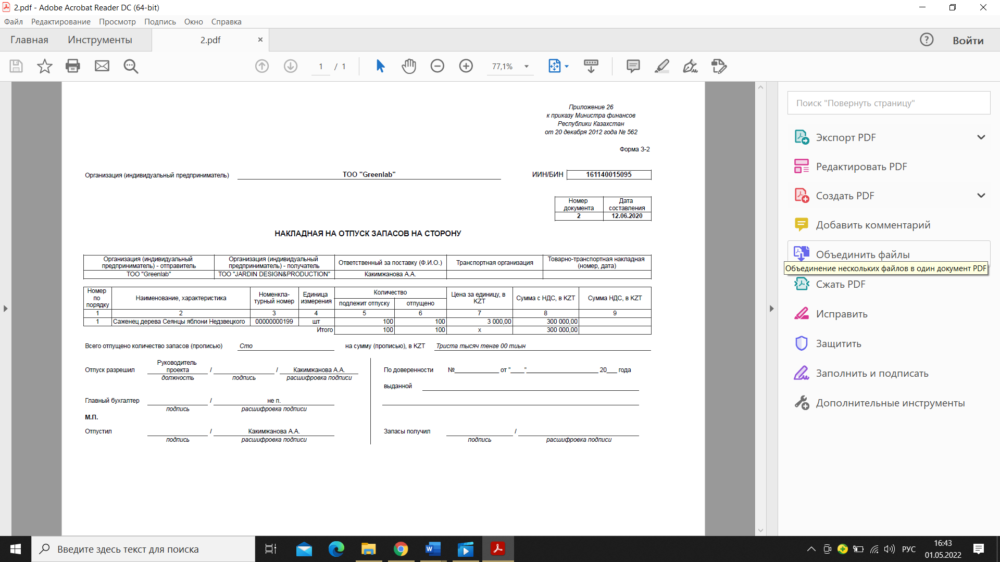 2.pdf - Adobe Acrobat Reader DC (64-bit)
Файл Редактирование Просмотр Подпись Окно Справка
Главная Инструменты 2.pdf Войти
1 / 1 77,1%
Приложение 26
к приказу Министра финансов
Республики Казахстан
от 20 декабря 2012 года № 562
Форма З-2
Организация (индивидуальный предприниматель) ТОО "Greenlab" ИИН/БИН 161140015095
Номер документа Дата составления
2 12.06.2020
НАКЛАДНАЯ НА ОТПУСК ЗАПАСОВ НА СТОРОНУ
Организация (индивидуальный предприниматель) - отправитель Организация (индивидуальный предприниматель) - получатель Ответственный за поставку (Ф.И.О.) Транспортная организация Товарно-транспортная накладная (номер, дата)
ТОО "Greenlab" ТОО "JARDIN DESIGN&PRODUCTION" Какимжанова А.А.
Номер по порядку Наименование, характеристика Номенкла-турный номер Единица измерения Количество Цена за единицу, в KZT Сумма с НДС, в KZT Сумма НДС, в KZT
подлежит отпуску отпущено
1 2 3 4 5 6 7 8 9
1 Саженец дерева Сеянцы яблони Недзвецкого 00000000199 шт 100 100 3 000,00 300 000,00
Итого 100 100 х 300 000,00
Всего отпущено количество запасов (прописью) Сто на сумму (прописью), в KZT Триста тысяч тенге 00 тиын
Отпуск разрешил Руководитель проекта / / Какимжанова А.А. По доверенности №_____________ от "____"_____________________ 20___ года
должность подпись расшифровка подписи
выданной
Главный бухгалтер / не п.
подпись расшифровка подписи
М.П.
Отпустил / Какимжанова А.А. Запасы получил /
подпись расшифровка подписи подпись расшифровка подписи
Поиск "Повернуть страницу"
Экспорт PDF
Редактировать PDF
Создать PDF
Добавить комментарий
Объединить файлы
Объединение нескольких файлов в один документ PDF
Сжать PDF
Исправить
Защитить
Заполнить и подписать
Дополнительные инструменты
Введите здесь текст для поиска
РУС
16:43
01.05.2022